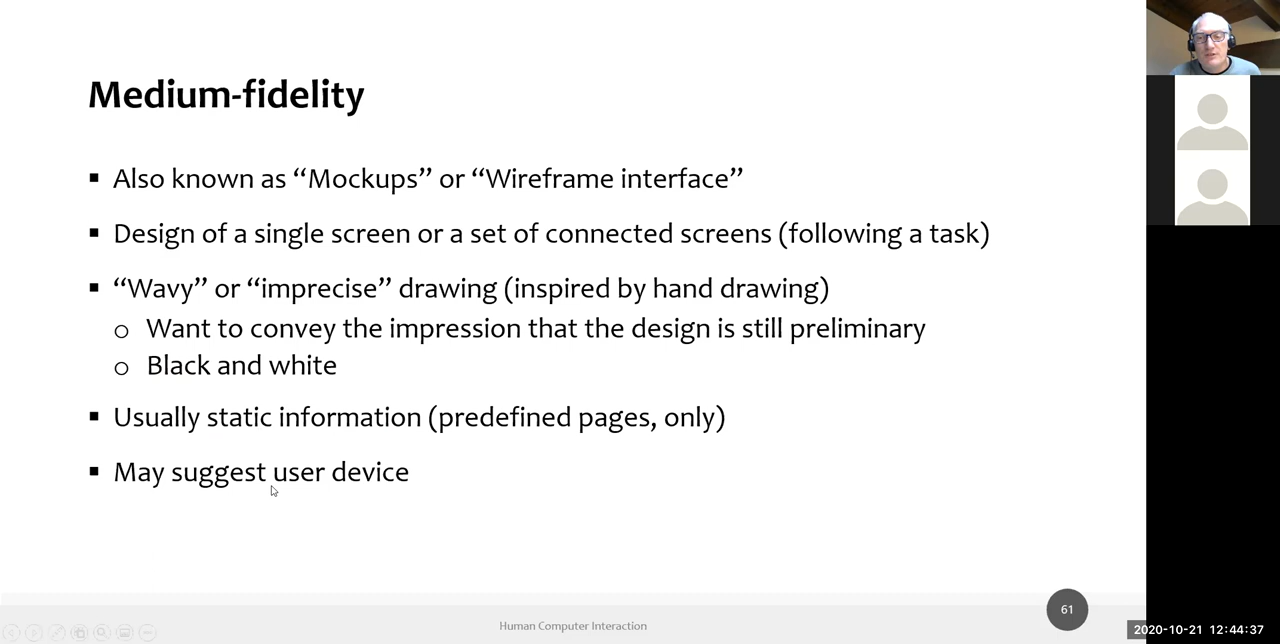 Medium-fidelity
▪ Also known as “Mockups” or “Wireframe interface”
▪ Design of a single screen or a set of connected screens (following a task)
▪ “Wavy” or “imprecise” drawing (inspired by hand drawing)
o Want to convey the impression that the design is still preliminary
o Black and white
▪ Usually static information (predefined pages, only)
▪ May suggest user device
Human Computer Interaction
61
2020-10-21 12:44:37